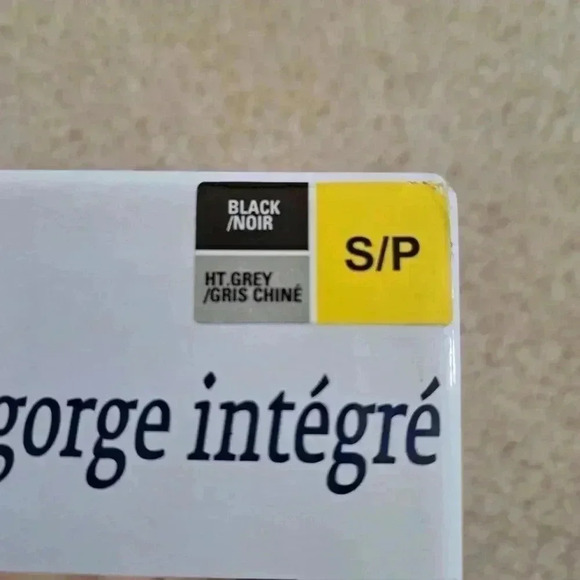 BLACK
/NOIR
S/P
HT.GREY
/GRIS CHINÉ
gorge intégré